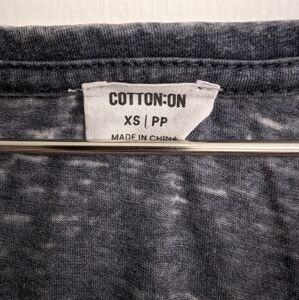 COTTON:ON
XS | PP
MADE IN CHINA